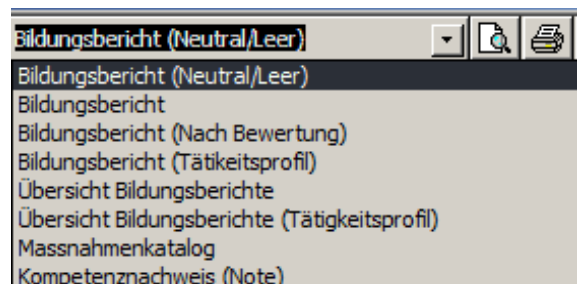 Bildungsbericht (Neutral/Leer)
Bildungsbericht (Neutral/Leer)
Bildungsbericht
Bildungsbericht (Nach Bewertung)
Bildungsbericht (Tätikeitsprofil)
Übersicht Bildungsberichte
Übersicht Bildungsberichte (Tätigkeitsprofil)
Massnahmenkatalog
Kompetenznachweis (Note)